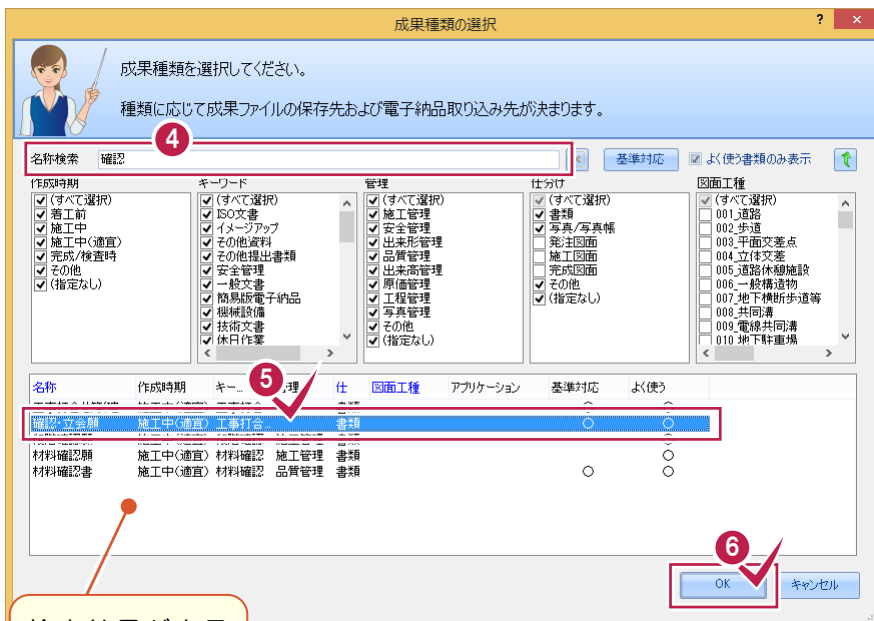 成果種類の選択
?
×
成果種類を選択してください。
種類に応じて成果ファイルの保存先および電子納品取り込み先が決まります。
4
名称検索 確認 基準対応 よく使う書類のみ表示
作成時期
(すべて選択)
着工前
施工中
施工中(適宜)
完成/検査時
その他
(指定なし)
キーワード
(すべて選択)
ISO文書
イメージアップ
その他資料
その他提出書類
安全管理
一般文書
簡易版電子納品
機械設備
技術文書
休日作業
管理
(すべて選択)
施工管理
安全管理
出来形管理
品質管理
出来高管理
原価管理
工程管理
写真管理
その他
(指定なし)
仕分け
(すべて選択)
書類
写真/写真帳
発注図面
施工図面
完成図面
その他
(指定なし)
図面工種
(すべて選択)
001_道路
002_歩道
003_平面交差点
004_立体交差
005_道路休憩施設
006_一般構造物
007_地下横断歩道等
008_共同溝
009_電線共同溝
010_地下駐車場
5
名称 作成時期 キー... 管理 仕 図面工種 アプリケーション 基準対応 よく使う
確認・立会願 施工中(適宜) 工事打合... 書類 ○ ○
材料確認願 施工中(適宜) 材料確認 施工管理 書類 ○
材料確認書 施工中(適宜) 材料確認 品質管理 書類 ○ ○
6
OK キャンセル